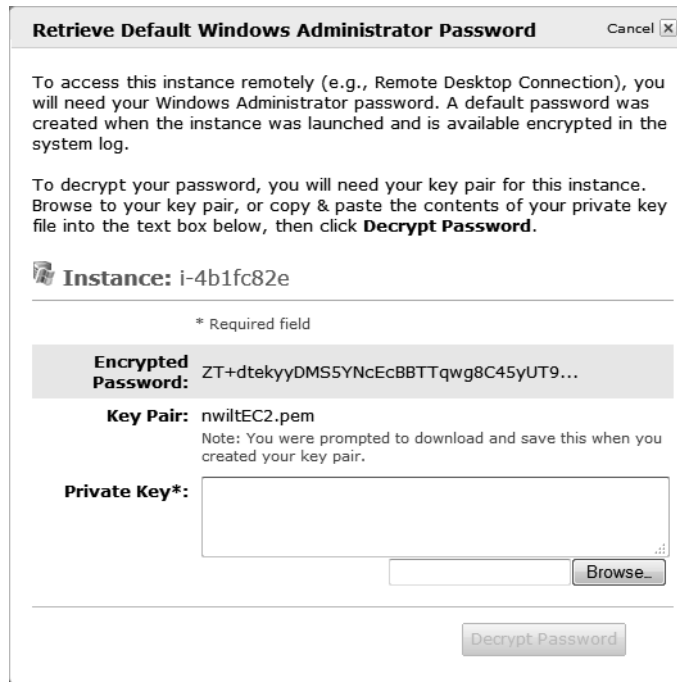 Retrieve Default Windows Administrator Password Cancel X
To access this instance remotely (e.g., Remote Desktop Connection), you
will need your Windows Administrator password. A default password was
created when the instance was launched and is available encrypted in the
system log.
To decrypt your password, you will need your key pair for this instance.
Browse to your key pair, or copy & paste the contents of your private key
file into the text box below, then click Decrypt Password.
Instance: i-4b1fc82e
* Required field
Encrypted
Password: ZT+dtekyyDMS5YNcEcBBTTqwg8C45yUT9...
Key Pair: nwiltEC2.pem
Note: You were prompted to download and save this when you
created your key pair.
Private Key*:
Browse...
Decrypt Password